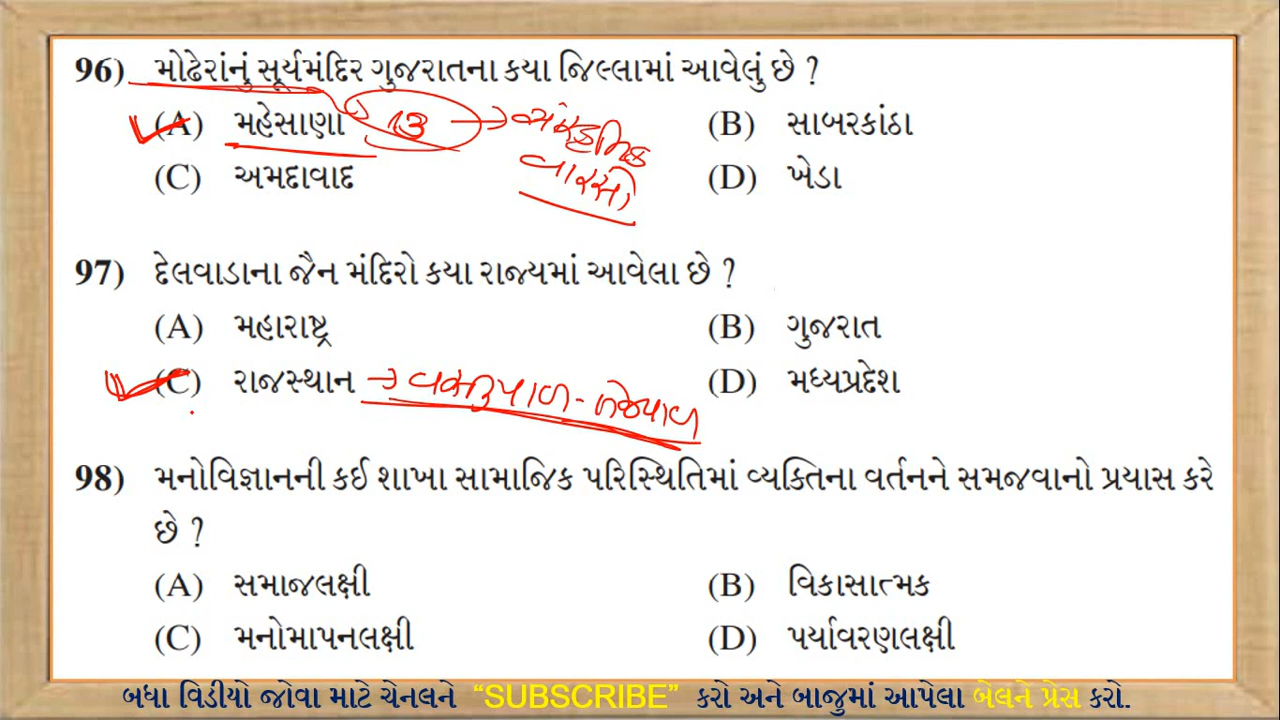 96) મોઢેરાંનું સૂર્યમંદિર ગુજરાતના કયા જિલ્લામાં આવેલું છે ?
(A) મહેસાણા (B) સાબરકાંઠા
(C) અમદાવાદ (D) ખેડા
વારસો
97) દેલવાડાના જૈન મંદિરો કયા રાજ્યમાં આવેલા છે ?
(A) મહારાષ્ટ્ર (B) ગુજરાત
(C) રાજસ્થાન → (D) મધ્યપ્રદેશ
98) મનોવિજ્ઞાનની કઈ શાખા સામાજિક પરિસ્થિતિમાં વ્યક્તિના વર્તનને સમજવાનો પ્રયાસ કરે
છે ?
(A) સમાજલક્ષી (B) વિકાસાત્મક
(C) મનોમાપનલક્ષી (D) પર્યાવરણલક્ષી
બધા વિડીયો જોવા માટે ચેનલને “SUBSCRIBE” કરો અને બાજુમાં આપેલા બેલને પ્રેસ કરો.